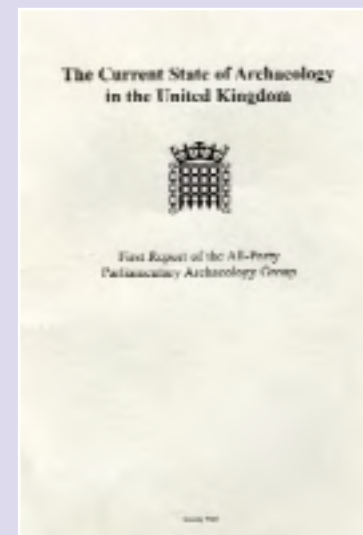 The Current State of Archaeology
in the United Kingdom
First Report of the All-Party
Parliamentary Archaeology Group